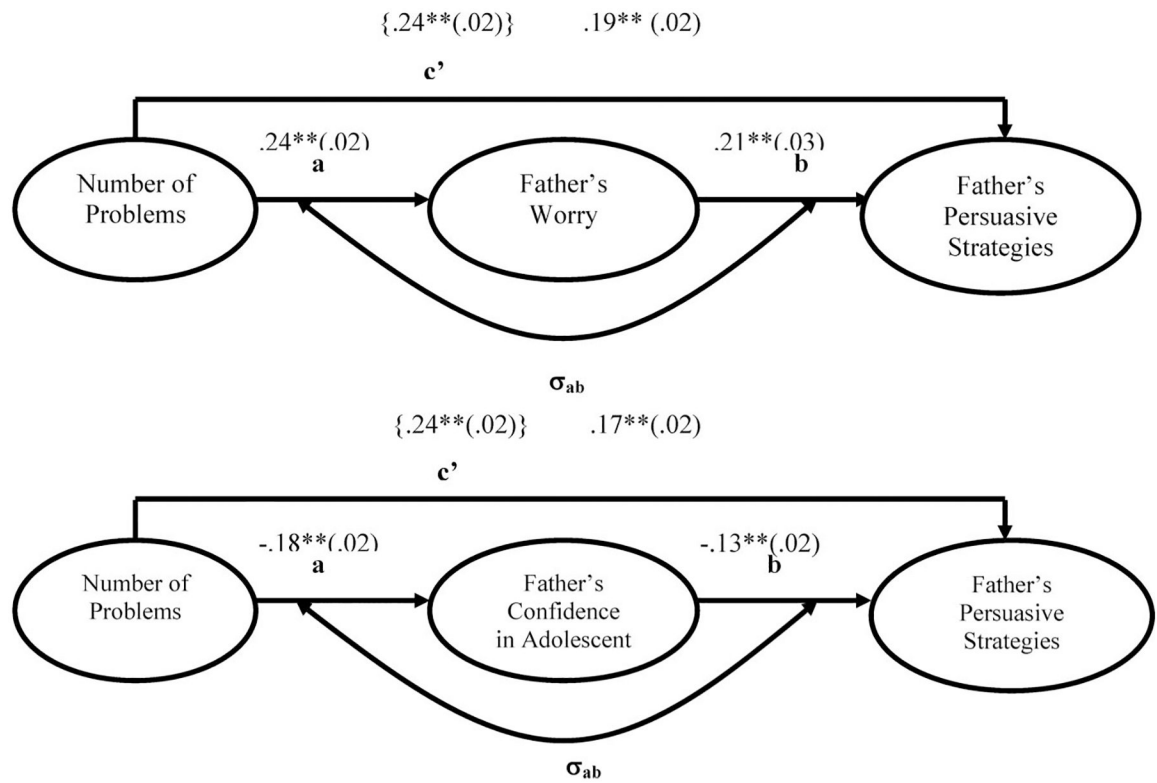 {.24**(.02)} .19** (.02)
c’
.24**(.02) .21**(.03)
a b
Number of
Problems
Father’s
Worry
Father’s
Persuasive
Strategies
σab
{.24**(.02)} .17**(.02)
c’
-.18**(.02) -.13**(.02)
a b
Number of
Problems
Father’s
Confidence
in Adolescent
Father’s
Persuasive
Strategies
σab